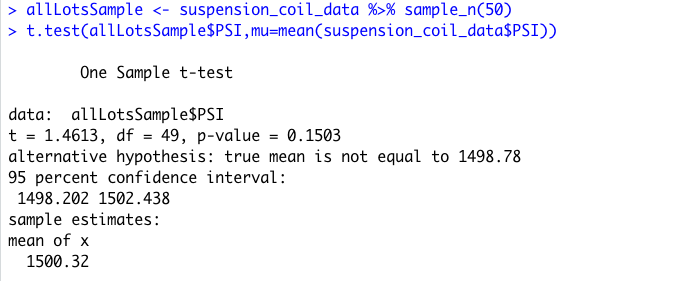 > allLotsSample <- suspension_coil_data %>% sample_n(50)
> t.test(allLotsSample$PSI,mu=mean(suspension_coil_data$PSI))
One Sample t-test
data:  allLotsSample$PSI
t = 1.4613, df = 49, p-value = 0.1503
alternative hypothesis: true mean is not equal to 1498.78
95 percent confidence interval:
1498.202 1502.438
sample estimates:
mean of x
1500.32